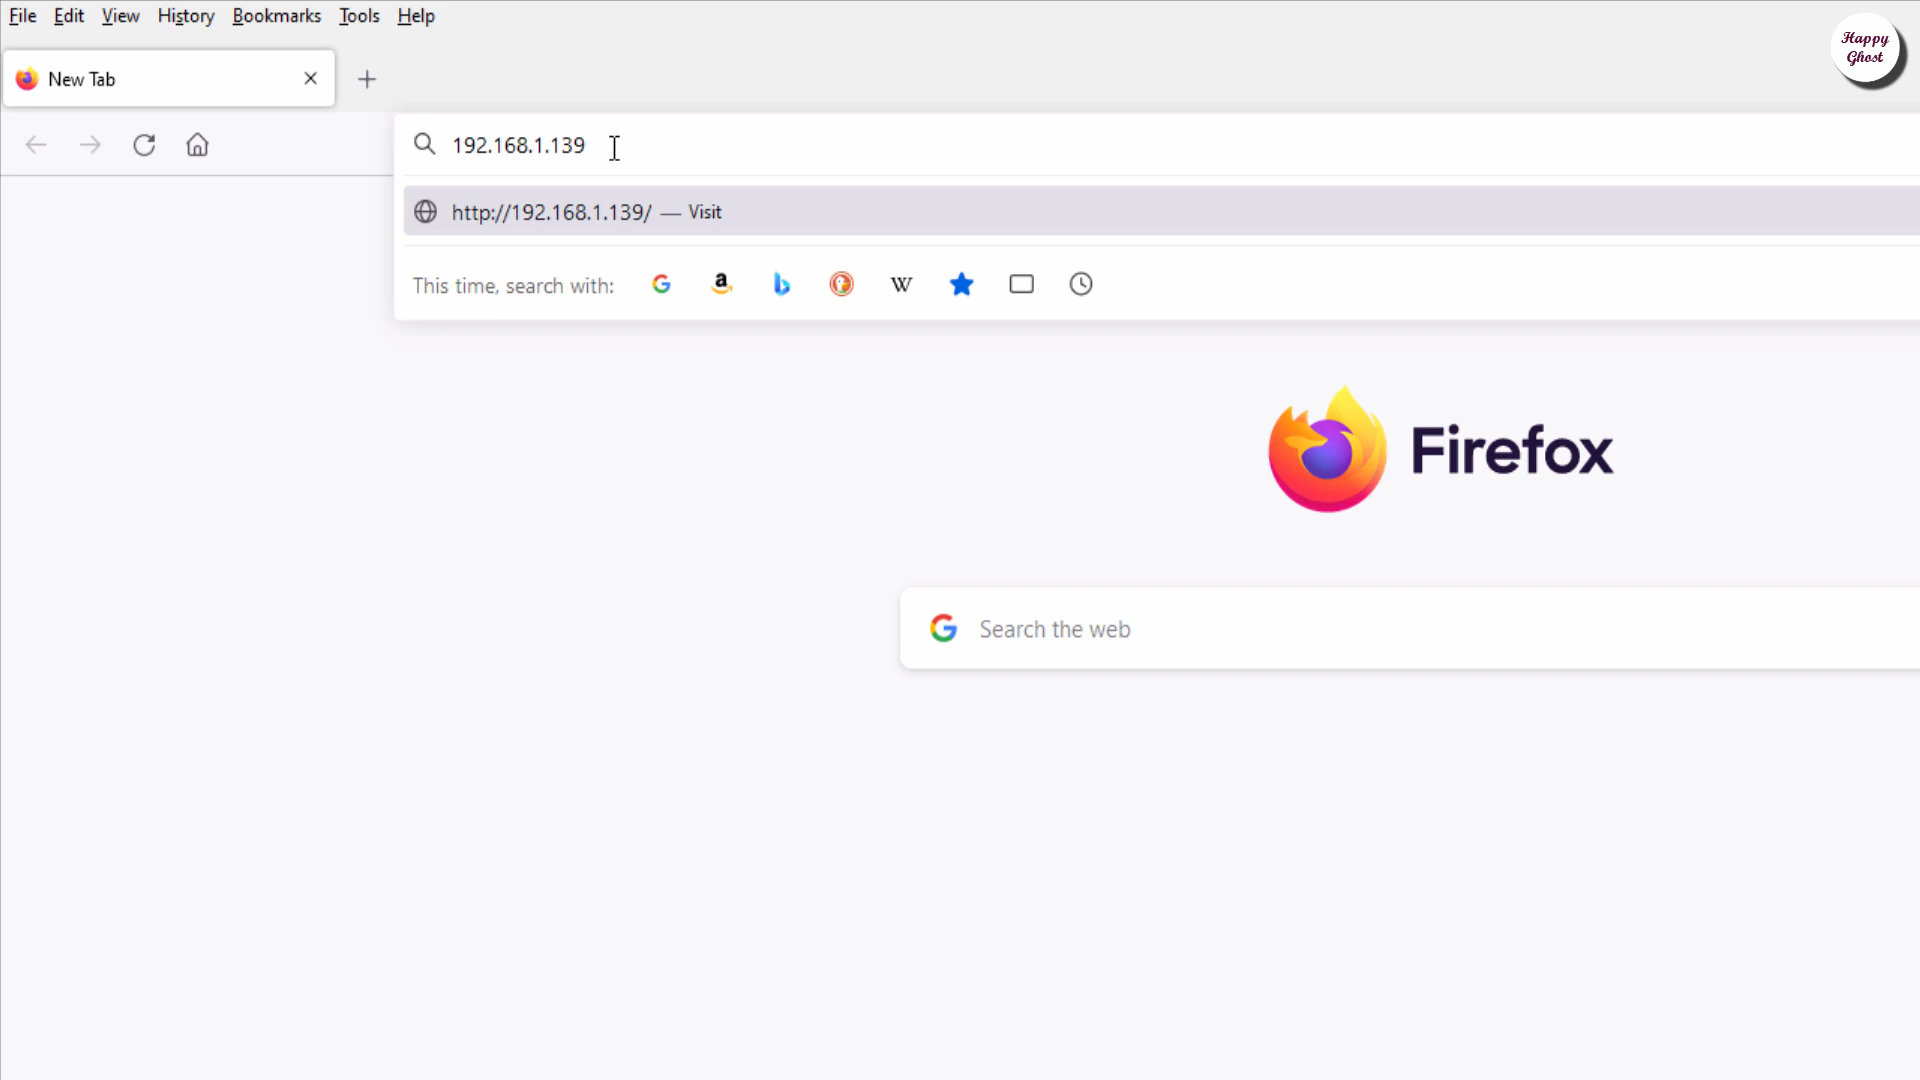 File Edit View History Bookmarks Tools Help
Happy
Ghost
New Tab
192.168.1.139
http://192.168.1.139/ — Visit
This time, search with:
Firefox
Search the web